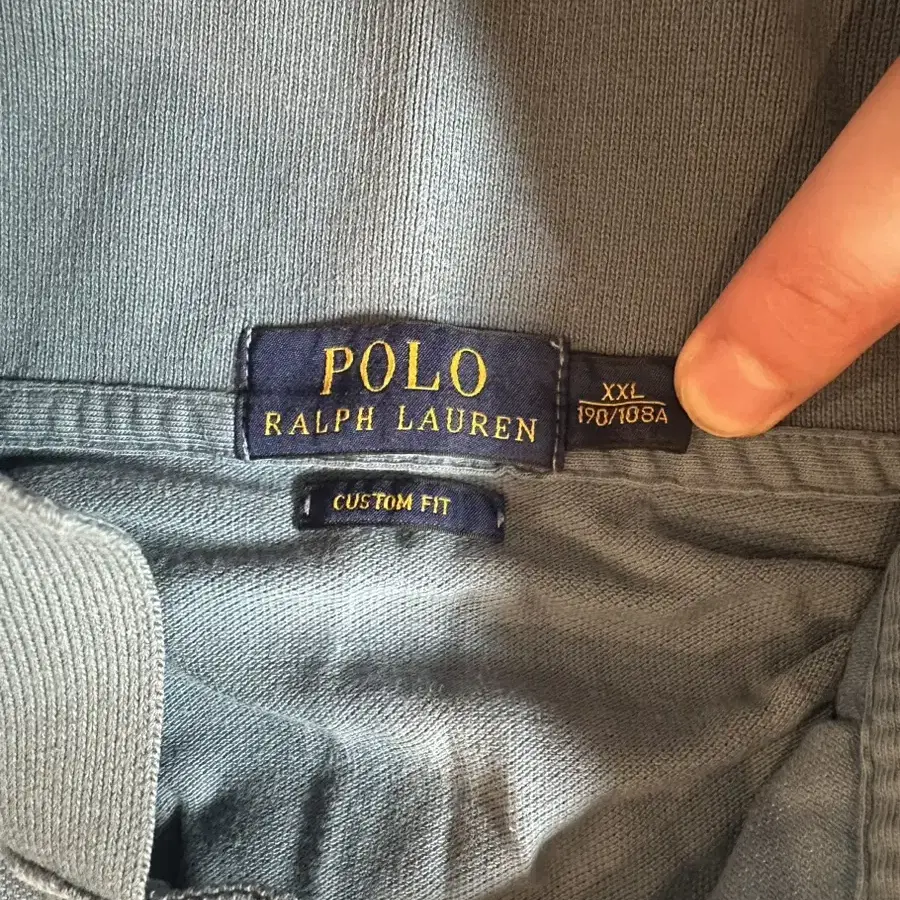 POLO
RALPH LAUREN
XXL
190/108A
CUSTOM FIT